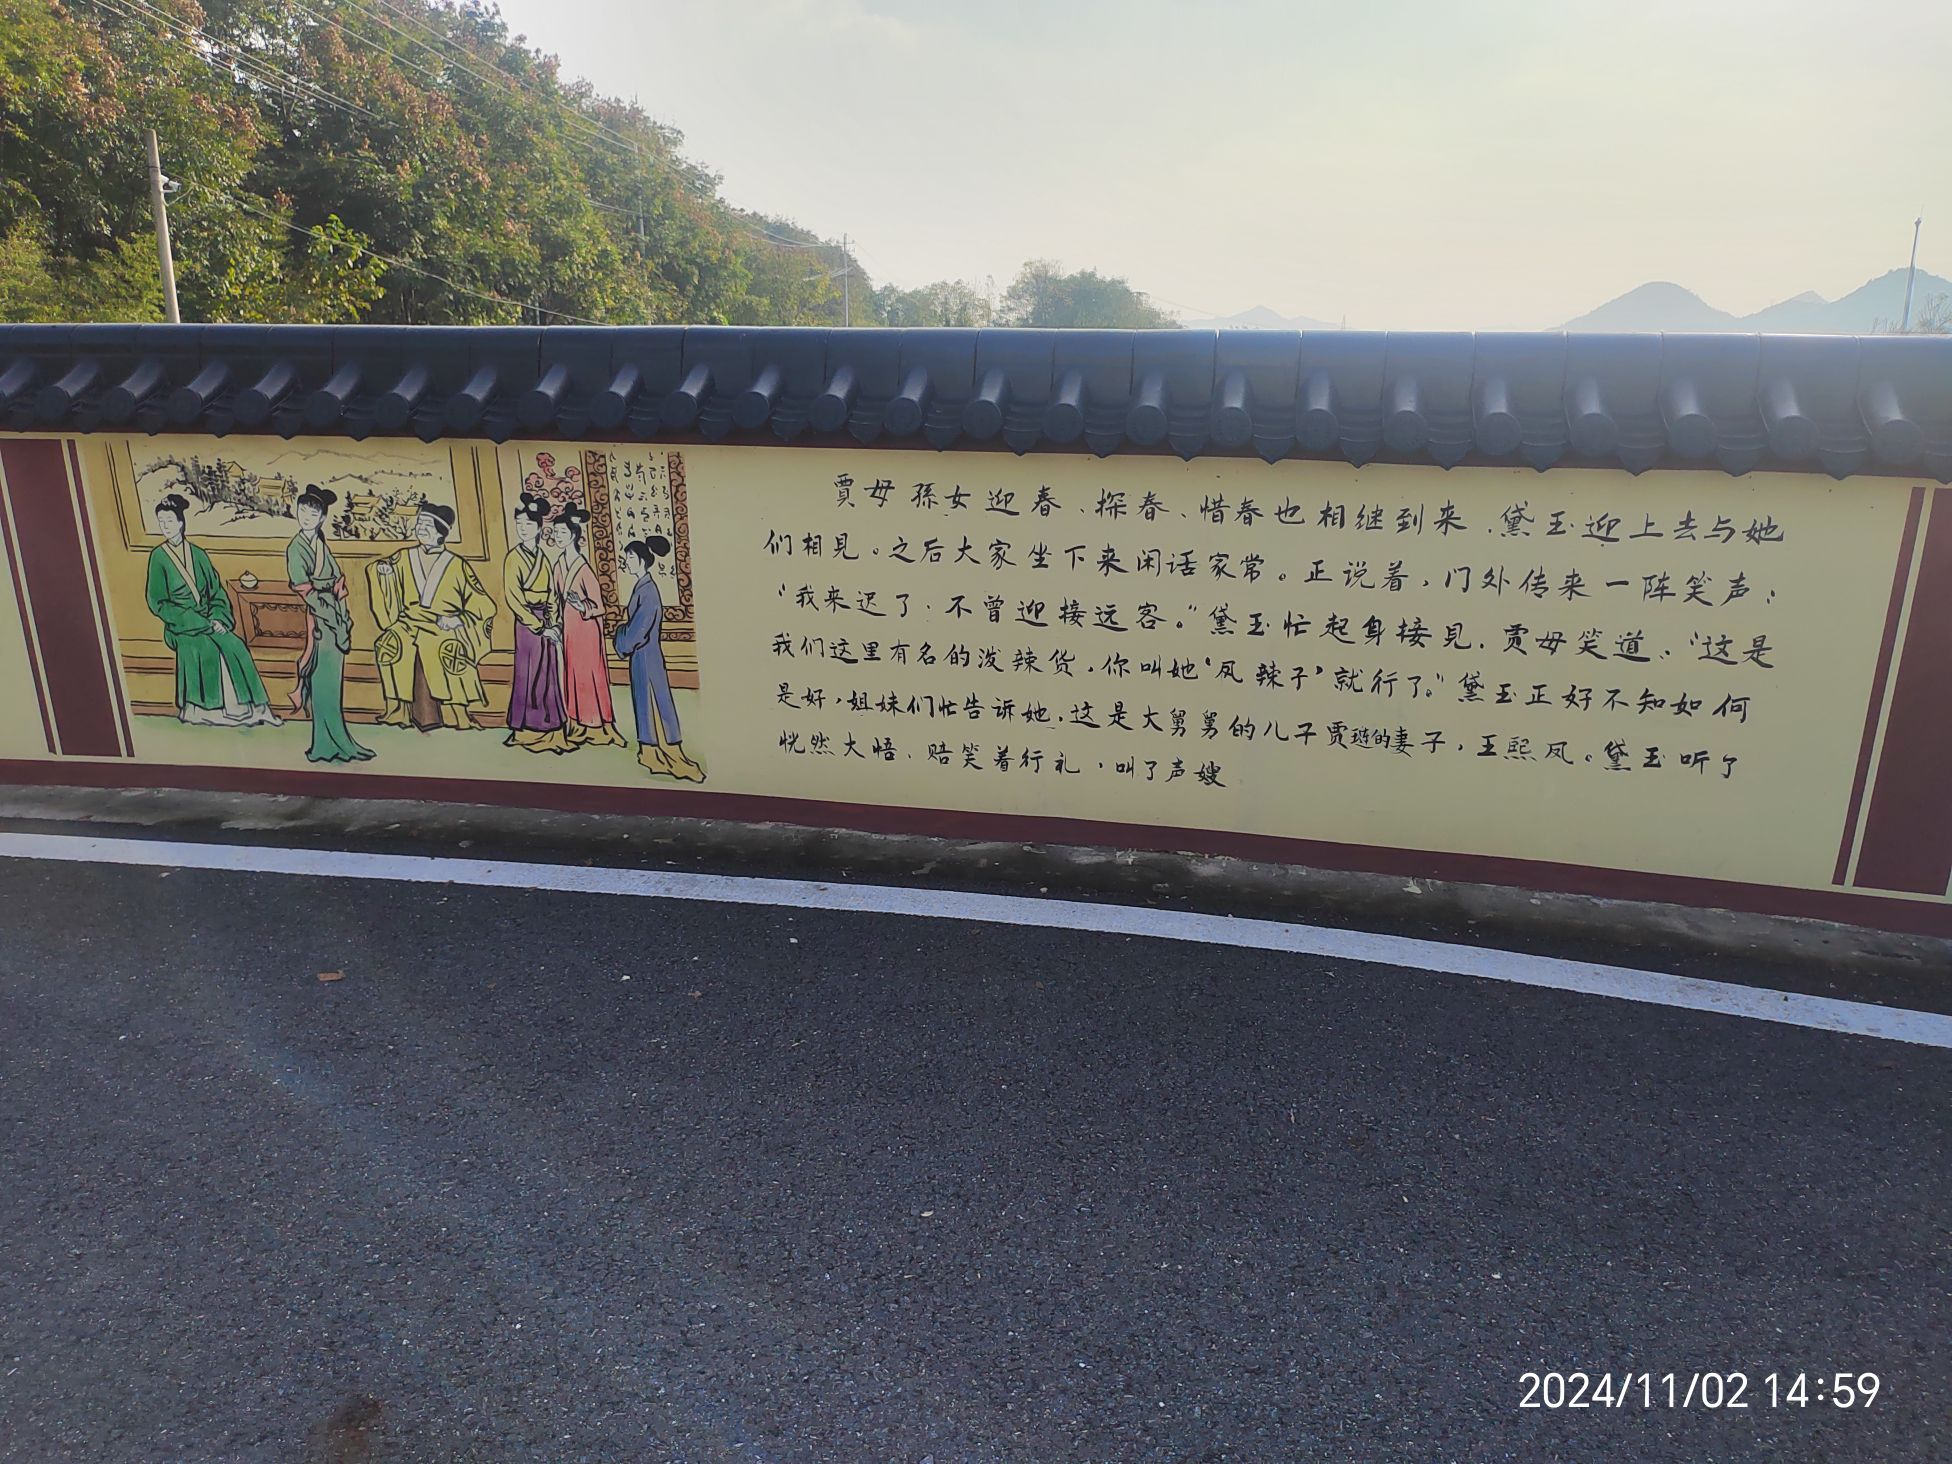 贾母孫女迎春、探春、惜春也相继到来，黛玉迎上去与她
们相見。之后大家坐下来闲话家常。正说着，门外传来一阵笑声：
“我来迟了，不曾迎接远客。”黛玉忙起身接見，贾母笑道：“这是
我们这里有名的泼辣货，你叫她‘凤辣子’就行了。”黛玉正好不知如何
是好，姐妹们忙告诉她，这是大舅舅的儿子贾琏的妻子，王熙凤。黛玉听了
恍然大悟，赔笑着行礼，叫了声嫂
2024/11/02 14:59